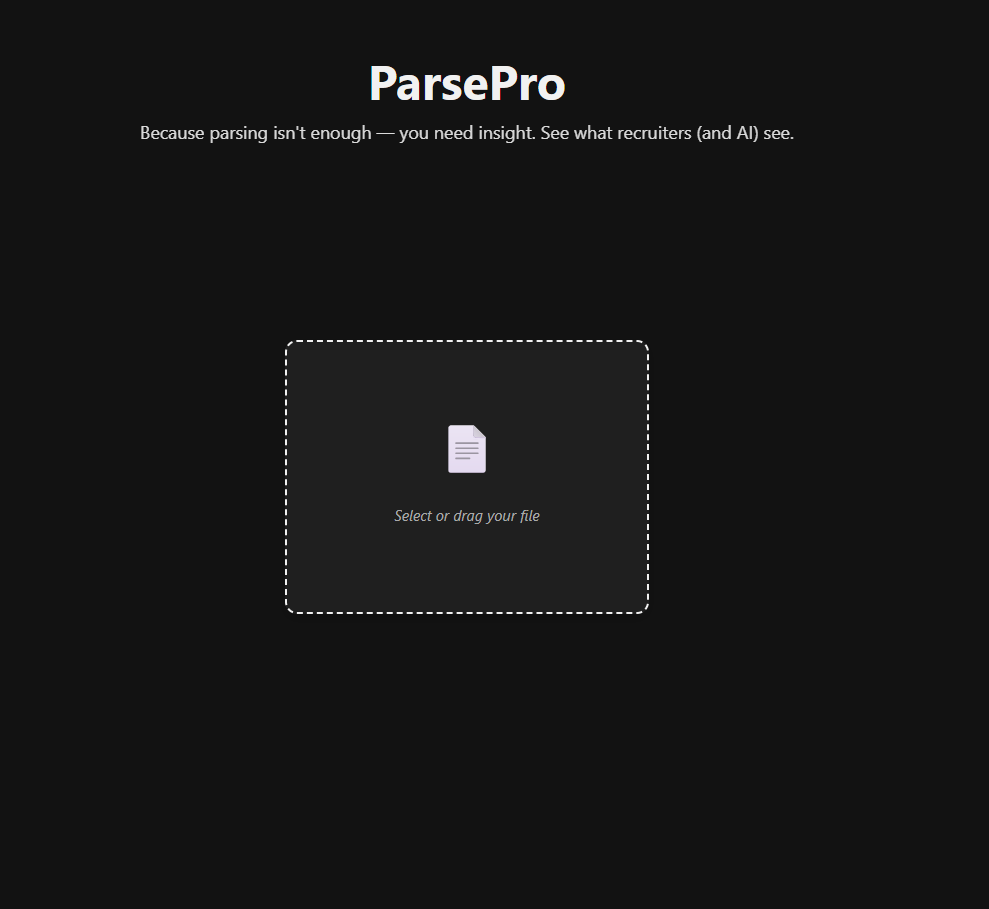 ParsePro
Because parsing isn't enough — you need insight. See what recruiters (and AI) see.
Select or drag your file